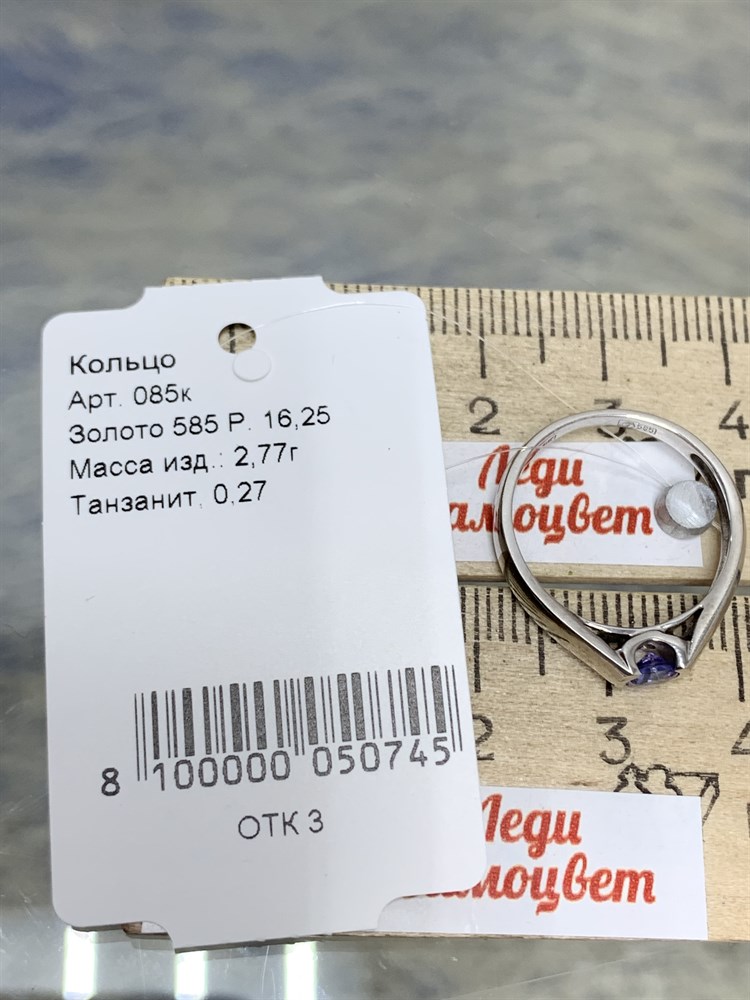 Кольцо
Арт. 085к
Золото 585 Р. 16,25
Масса изд.: 2,77г
Танзанит, 0,27
8 100000 050745
ОТК 3
2 3 4
Леди
амоцвет
585
2 3 4
Леди
амоцвет